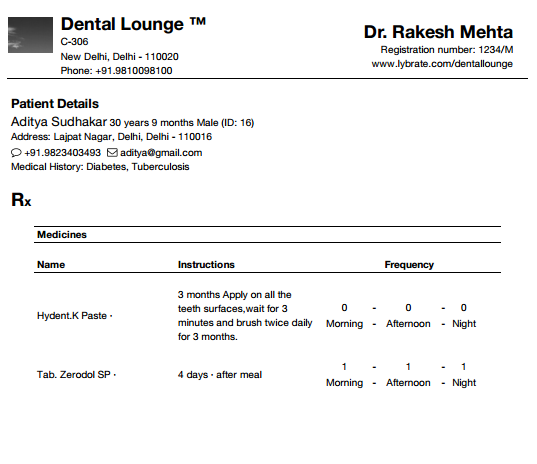 Dental Lounge ™
C-306
New Delhi, Delhi - 110020
Phone: +91.9810098100
Dr. Rakesh Mehta
Registration number: 1234/M
www.lybrate.com/dentallounge
Patient Details
Aditya Sudhakar 30 years 9 months Male (ID: 16)
Address: Lajpat Nagar, Delhi, Delhi - 110016
+91.9823403493 aditya@gmail.com
Medical History: Diabetes, Tuberculosis
Rx
Medicines
Name Instructions Frequency
Hydent.K Paste ·
3 months Apply on all the
teeth surfaces,wait for 3
minutes and brush twice daily
for 3 months.
0 - 0 - 0
Morning - Afternoon - Night
Tab. Zerodol SP ·
4 days · after meal
1 - 1 - 1
Morning - Afternoon - Night